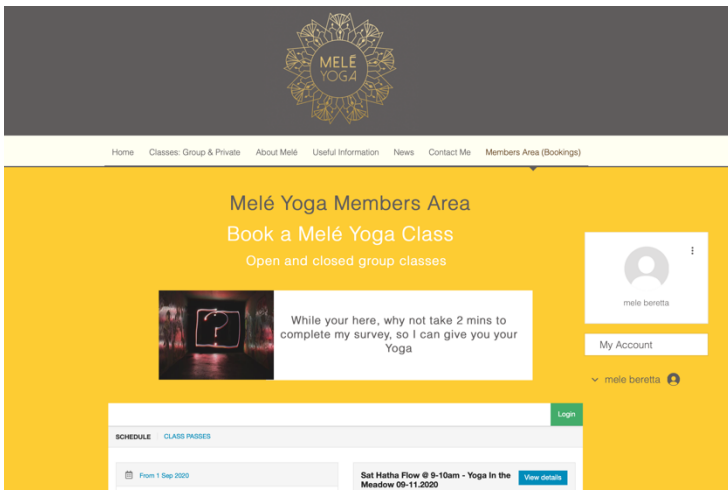 MELÉ
YOGA
Home Classes: Group & Private About Melé Useful Information News Contact Me Members Area (Bookings)
Melé Yoga Members Area
Book a Melé Yoga Class
Open and closed group classes
?
While your here, why not take 2 mins to
complete my survey, so I can give you your
Yoga
mele beretta
My Account
mele beretta
Login
SCHEDULE CLASS PASSES
From 1 Sep 2020
Sat Hatha Flow @ 9-10am - Yoga In the
Meadow 09-11.2020
View details